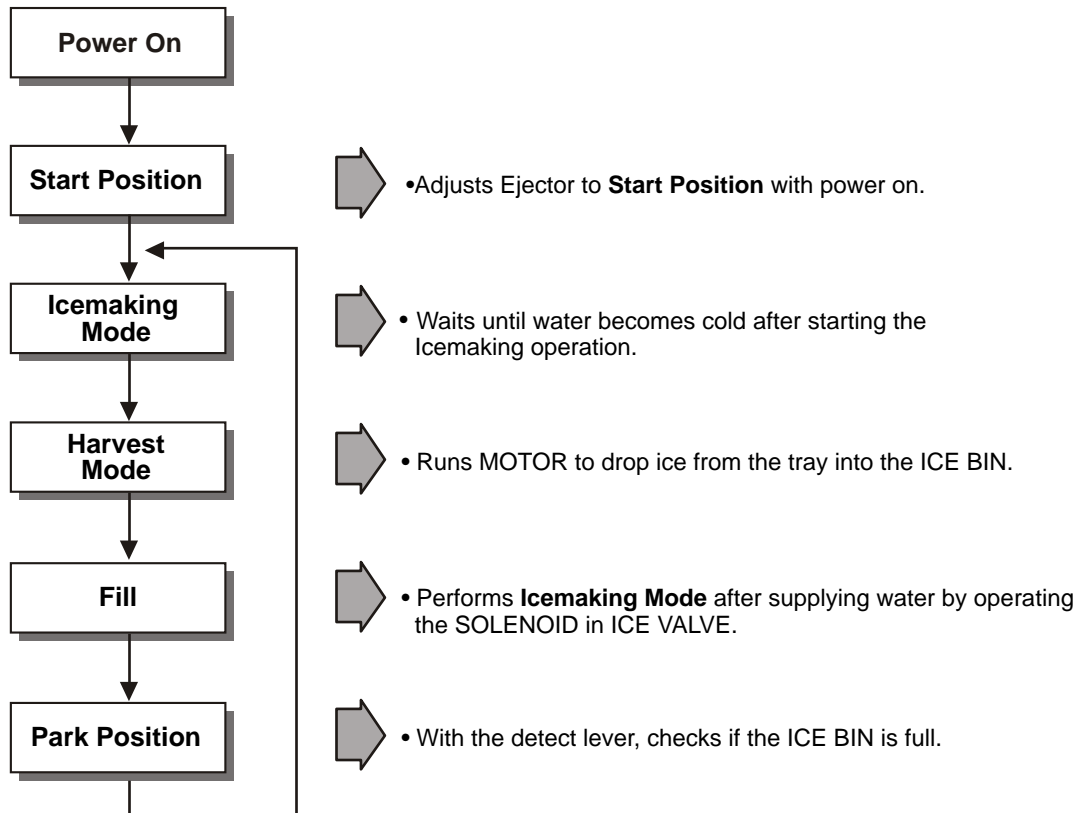 Power On
Start Position
•Adjusts Ejector to Start Position with power on.
Icemaking
Mode
• Waits until water becomes cold after starting the
Icemaking operation.
Harvest
Mode
• Runs MOTOR to drop ice from the tray into the ICE BIN.
Fill
• Performs Icemaking Mode after supplying water by operating
the SOLENOID in ICE VALVE.
Park Position
• With the detect lever, checks if the ICE BIN is full.